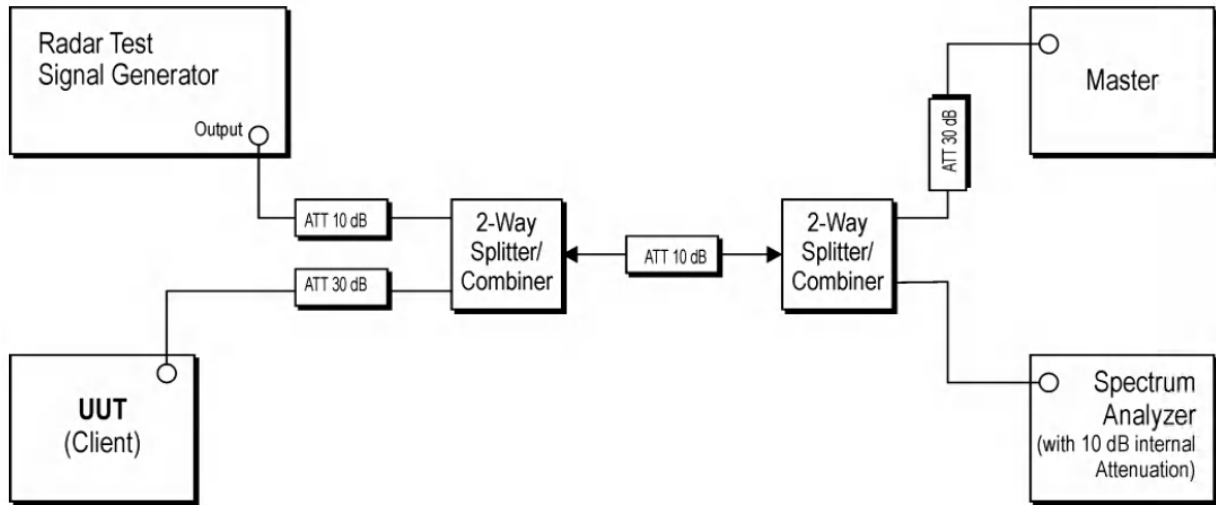 Radar Test
Signal Generator
Output
ATT 10 dB
ATT 30 dB
UUT
(Client)
2-Way
Splitter/
Combiner
ATT 10 dB
2-Way
Splitter/
Combiner
ATT 30 dB
Master
Spectrum
Analyzer
(with 10 dB internal
Attenuation)